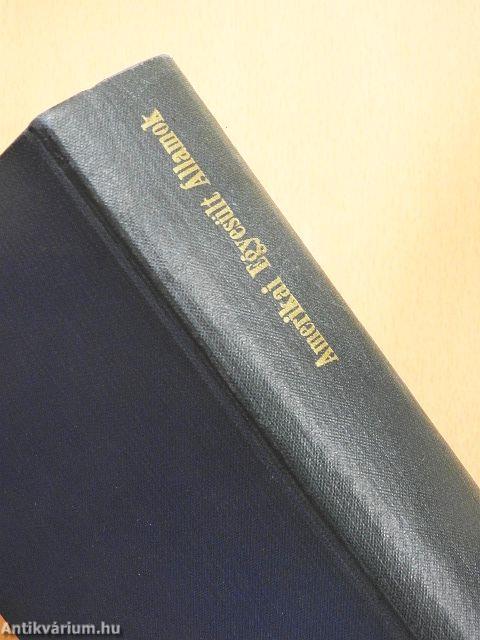 Amerikai Egyesült Államok
Antikvárium.hu